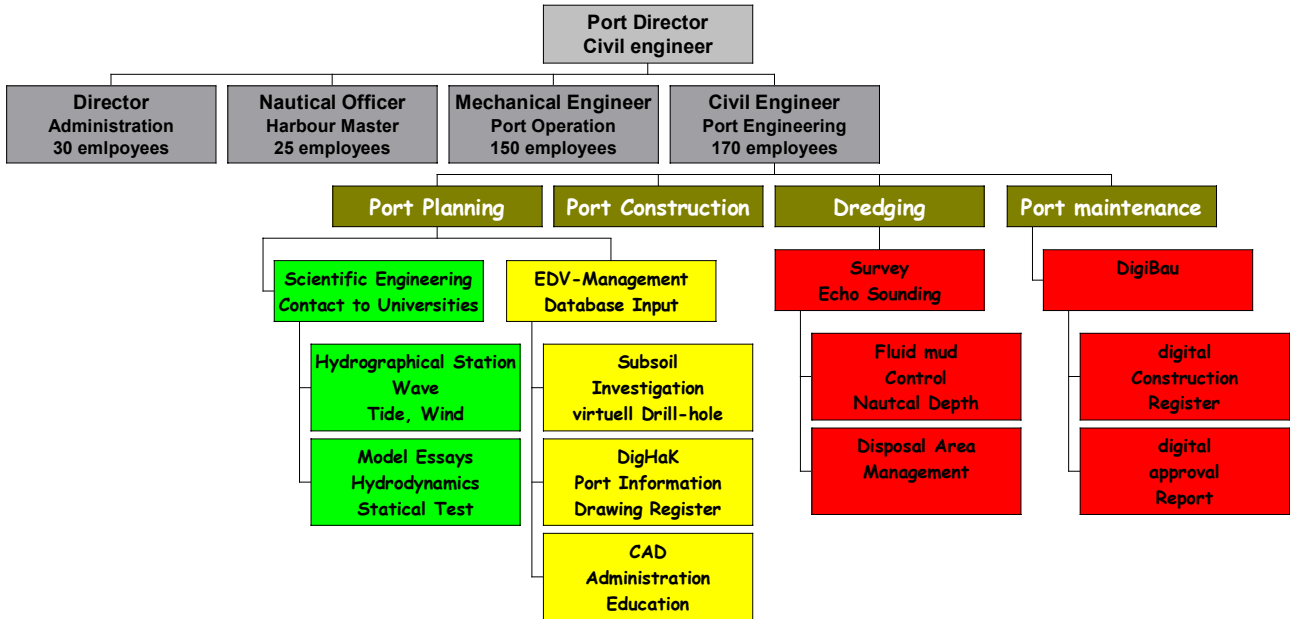 Port Director
Civil engineer
Director
Administration
30 emlpoyees
Nautical Officer
Harbour Master
25 employees
Mechanical Engineer
Port Operation
150 employees
Civil Engineer
Port Engineering
170 employees
Port Planning
Port Construction
Dredging
Port maintenance
Scientific Engineering
Contact to Universities
EDV-Management
Database Input
Survey
Echo Sounding
DigiBau
Hydrographical Station
Wave
Tide, Wind
Subsoil
Investigation
virtuell Drill-hole
Fluid mud
Control
Nautcal Depth
digital
Construction
Register
Model Essays
Hydrodynamics
Statical Test
DigHaK
Port Information
Drawing Register
Disposal Area
Management
digital
approval
Report
CAD
Administration
Education